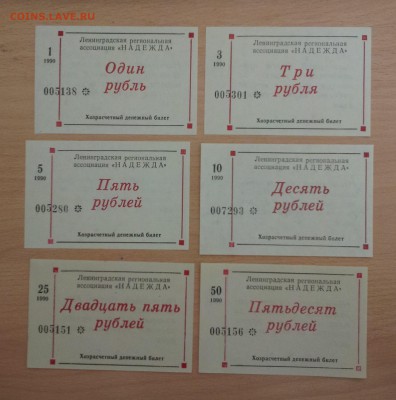 COINS.LAVE.RU
Ленинградская региональная
ассоциация «НАДЕЖДА»
1
1990
Один
рубль
005138
Хозрасчетный денежный билет
Ленинградская региональная
ассоциация «НАДЕЖДА»
3
1990
Три
рубля
005301
Хозрасчетный денежный билет
Ленинградская региональная
ассоциация «НАДЕЖДА»
5
1990
Пять
рублей
005280
Хозрасчетный денежный билет
Ленинградская региональная
ассоциация «НАДЕЖДА»
10
1990
Десять
рублей
007293
Хозрасчетный денежный билет
Ленинградская региональная
ассоциация «НАДЕЖДА»
25
1990
Двадцать пять
рублей
005151
Хозрасчетный денежный билет
Ленинградская региональная
ассоциация «НАДЕЖДА»
50
1990
Пятьдесят
рублей
005156
Хозрасчетный денежный билет